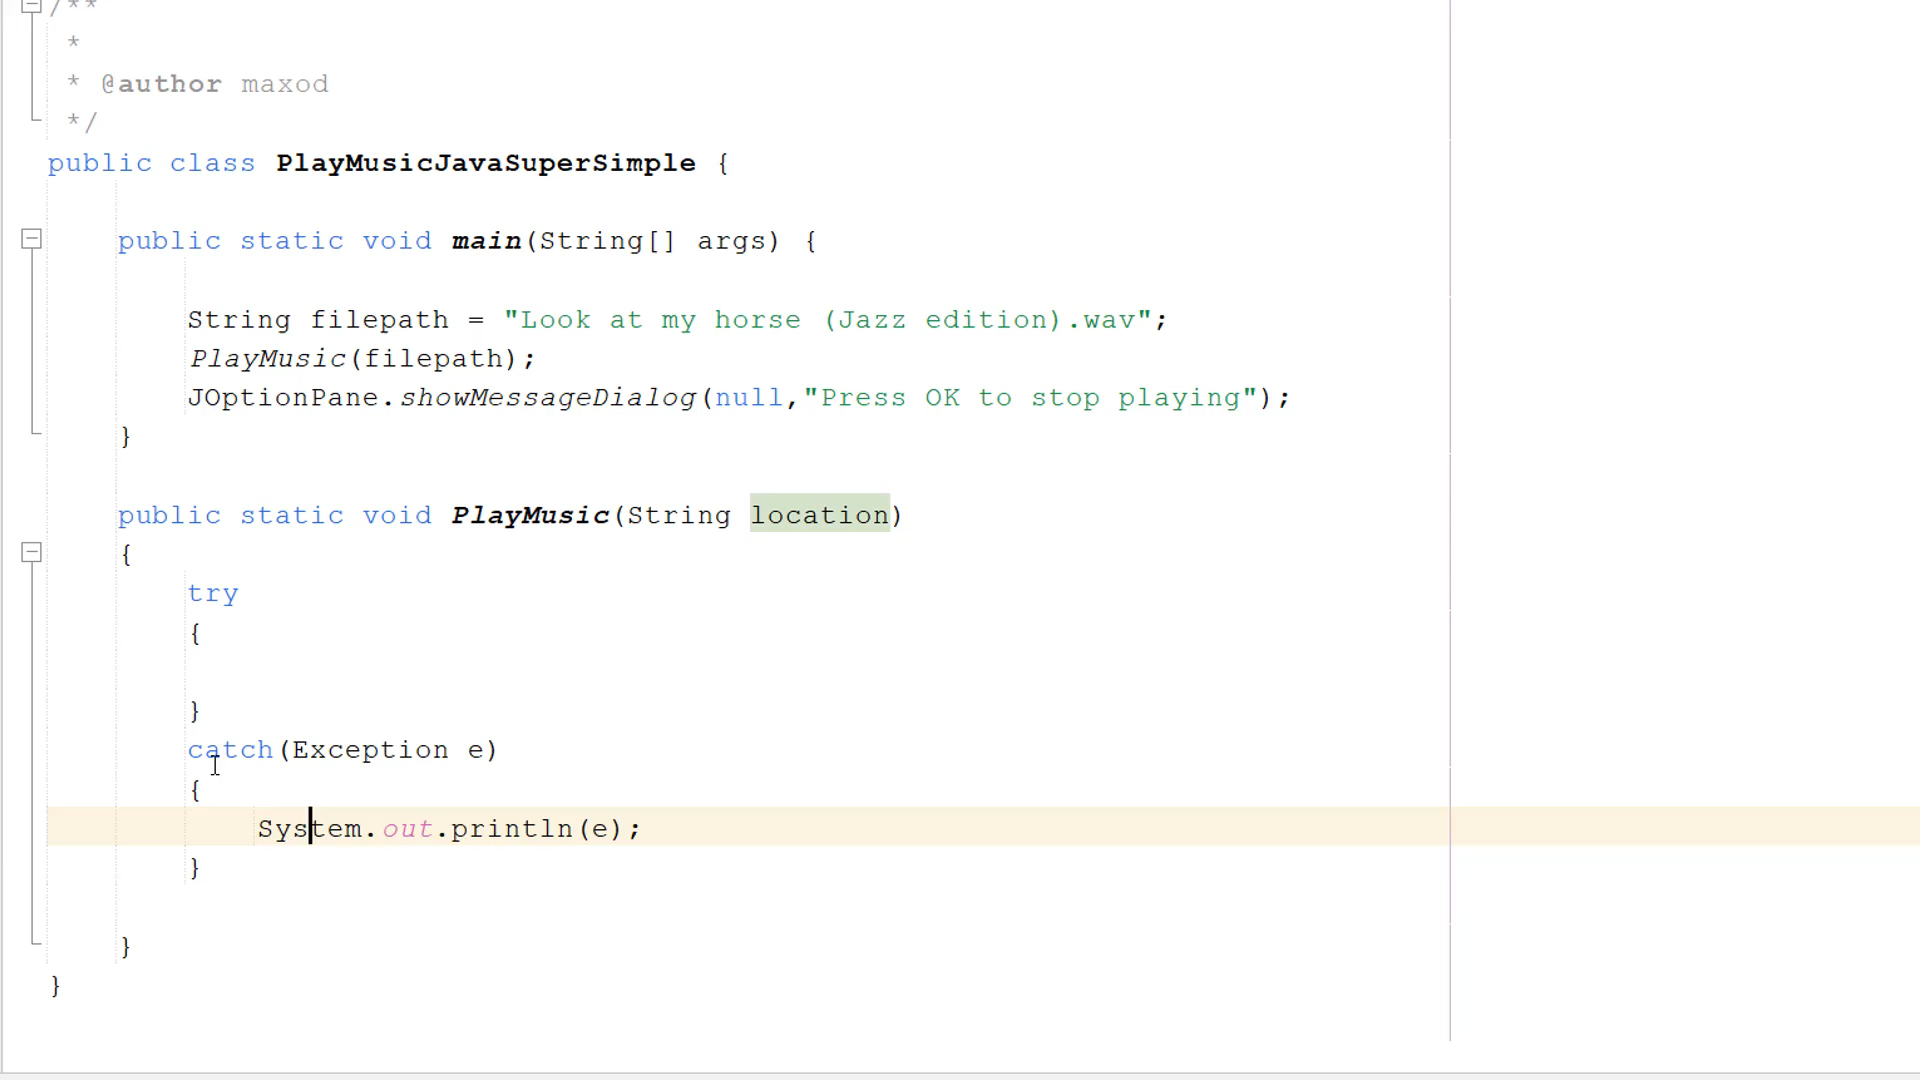 /**
*
* @author maxod
*/
public class PlayMusicJavaSuperSimple {
public static void main(String[] args) {
String filepath = "Look at my horse (Jazz edition).wav";
PlayMusic(filepath);
JOptionPane.showMessageDialog(null,"Press OK to stop playing");
}
public static void PlayMusic(String location)
{
try
{
}
catch(Exception e)
{
System.out.println(e);
}
}
}